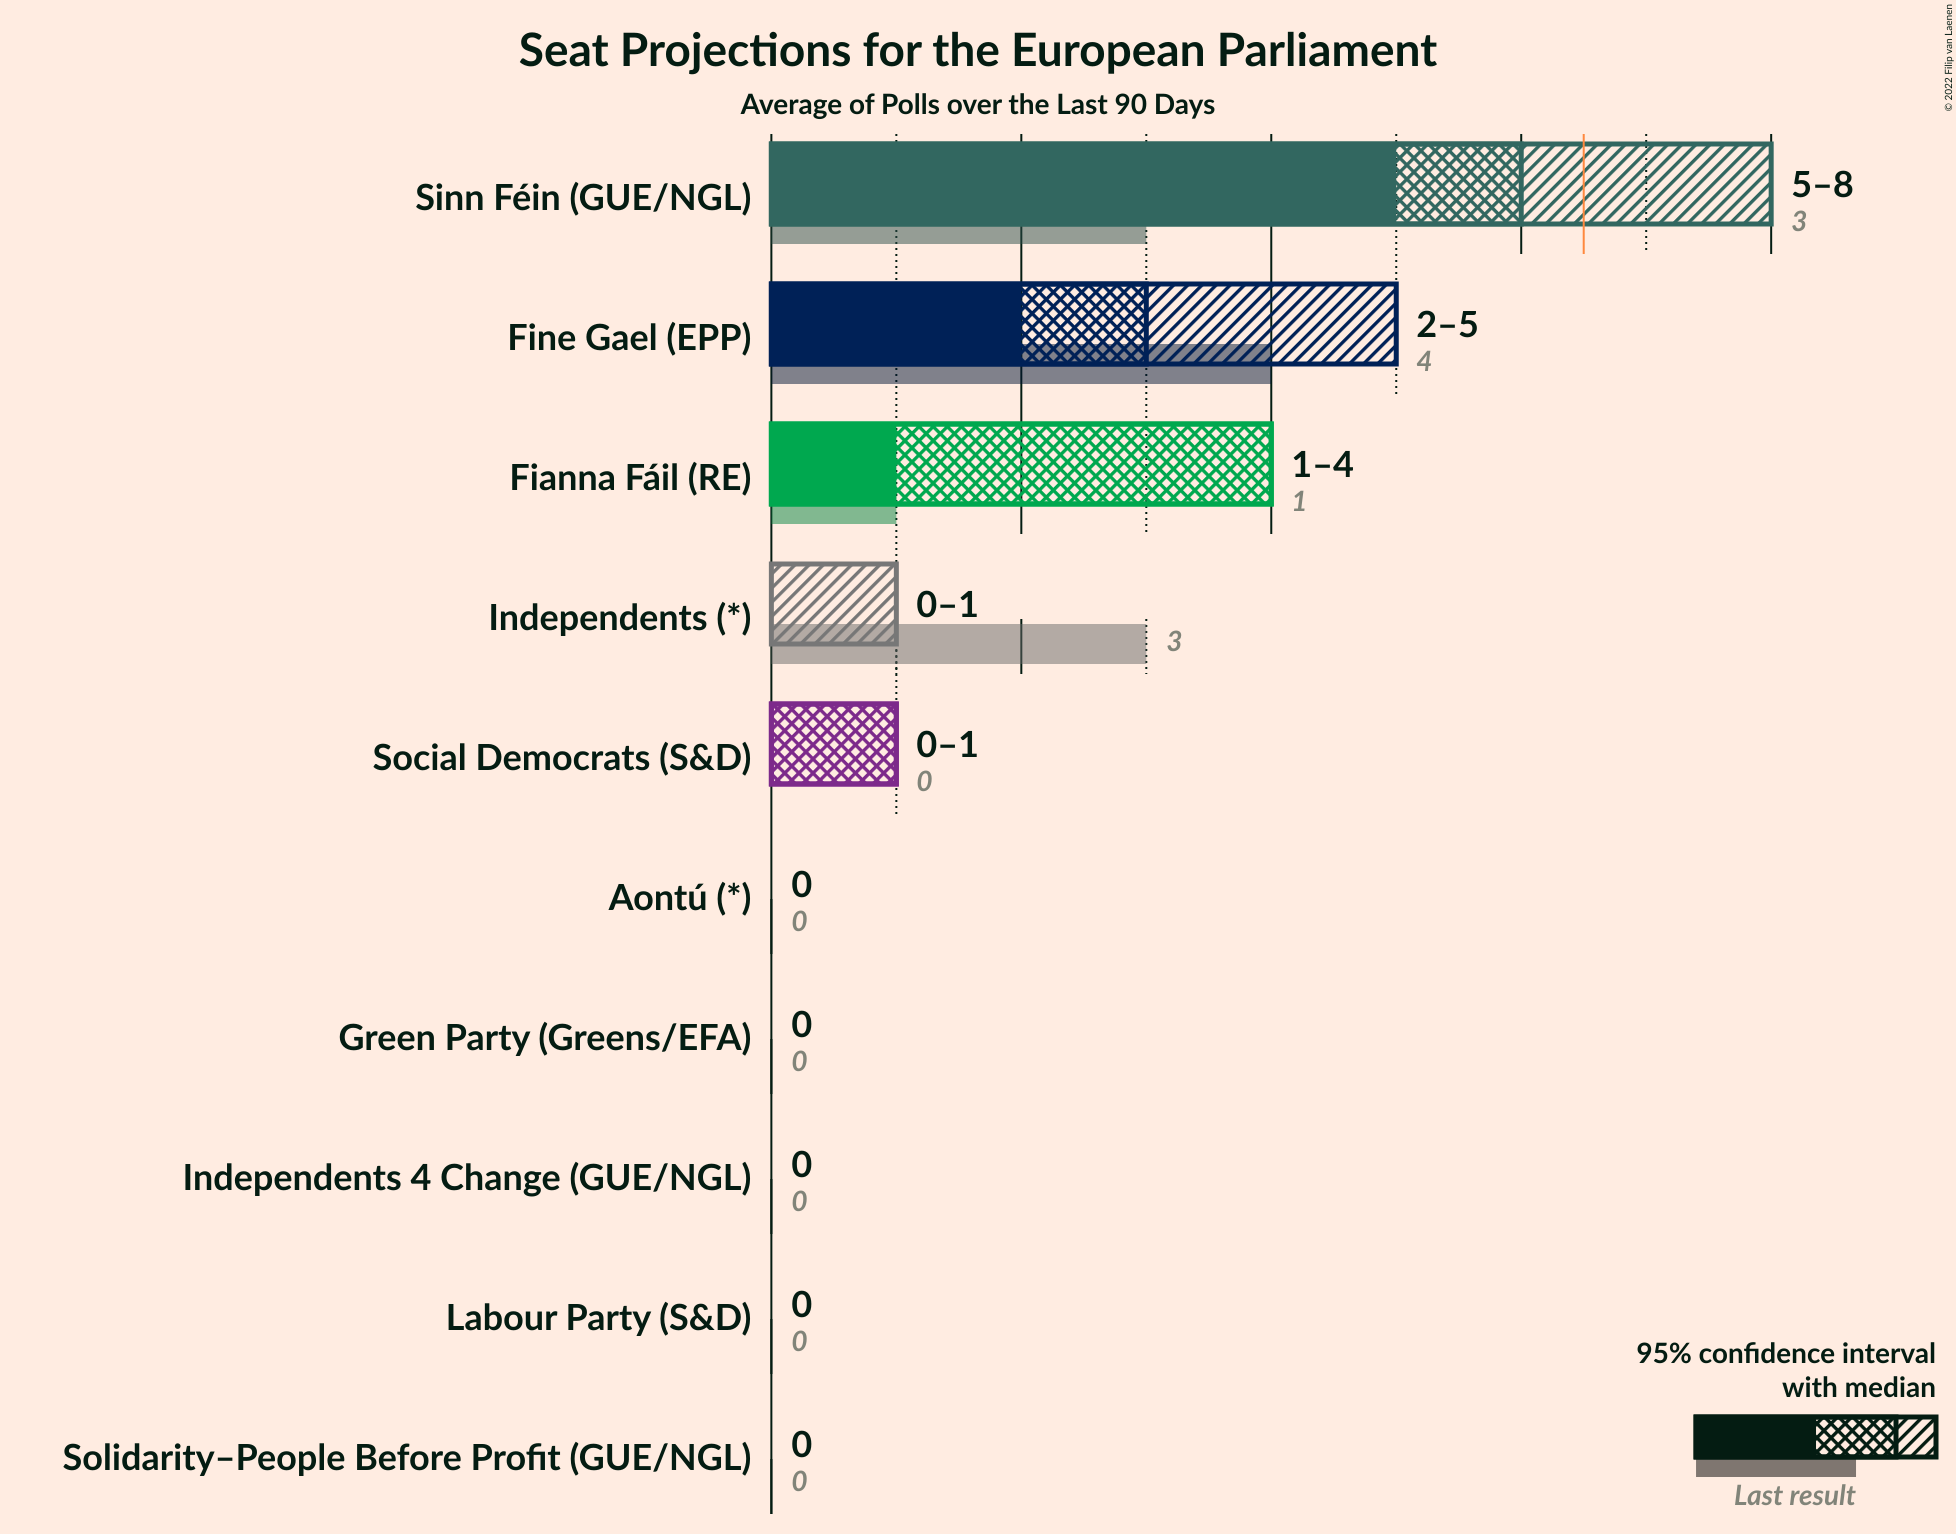 Seat Projections for the European Parliament
Average of Polls over the Last 90 Days
© 2022 Filip van Laenen
Sinn Féin (GUE/NGL)
5–8
3
Fine Gael (EPP)
2–5
4
Fianna Fáil (RE)
1–4
1
Independents (*)
0–1
3
Social Democrats (S&D)
0–1
0
Aontú (*)
0
0
Green Party (Greens/EFA)
0
0
Independents 4 Change (GUE/NGL)
0
0
Labour Party (S&D)
0
0
Solidarity–People Before Profit (GUE/NGL)
0
0
95% confidence interval
with median
Last result